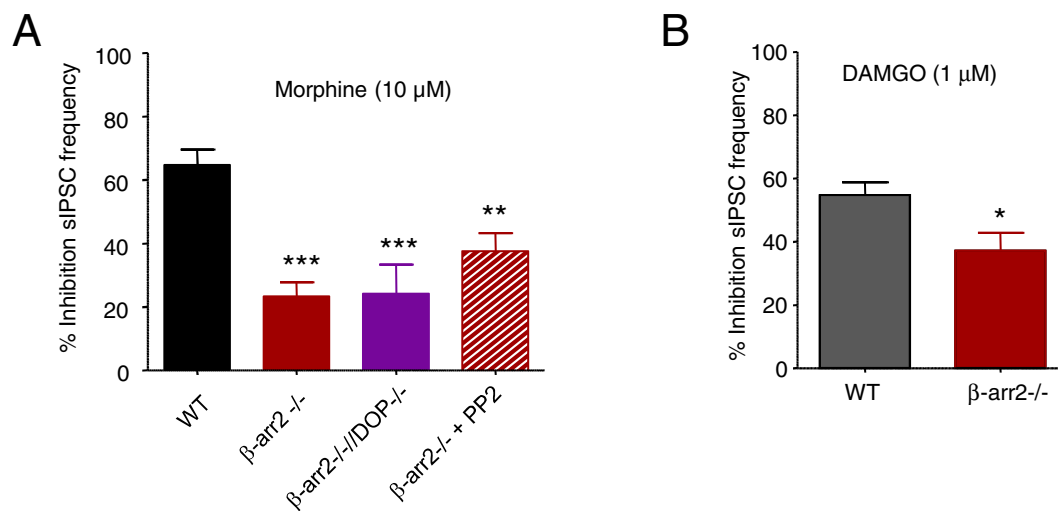 A
% Inhibition sIPSC frequency
100
80
60
40
20
0
Morphine (10 µM)
***
***
**
WT
β-arr2 -/-
β-arr2-/-//DOP-/-
β-arr2-/- + PP2
B
% Inhibition sIPSC frequency
100
80
60
40
20
0
DAMGO (1 µM)
*
WT
β-arr2-/-